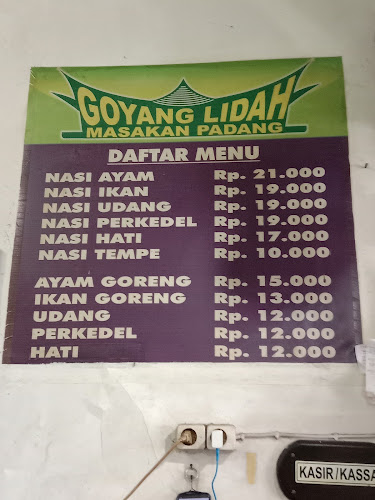 GOYANG LIDAH
MASAKAN PADANG
DAFTAR MENU
NASI AYAM Rp. 21.000
NASI IKAN Rp. 19.000
NASI UDANG Rp. 19.000
NASI PERKEDEL Rp. 19.000
NASI HATI Rp. 17.000
NASI TEMPE Rp. 10.000
AYAM GORENG Rp. 15.000
IKAN GORENG Rp. 13.000
UDANG Rp. 12.000
PERKEDEL Rp. 12.000
HATI Rp. 12.000
KASIR/KASSA